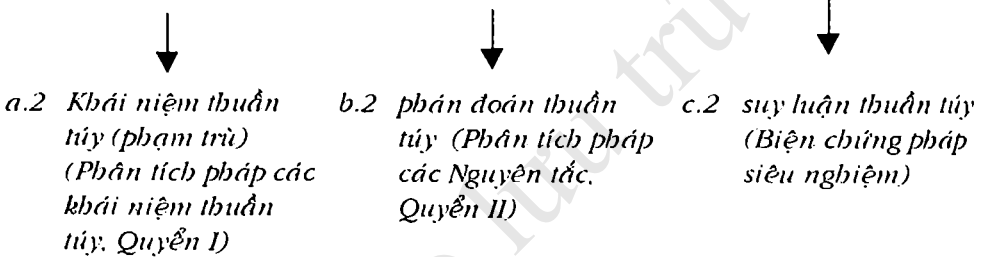 a.2 Khái niệm thuần
túy (phạm trù)
(Phân tích pháp các
khái niệm thuần
túy, Quyển I)
b.2 phán đoán thuần
túy (Phân tích pháp
các Nguyên tắc,
Quyển II)
c.2 suy luận thuần túy
(Biện chứng pháp
siêu nghiệm)
lưu trữ